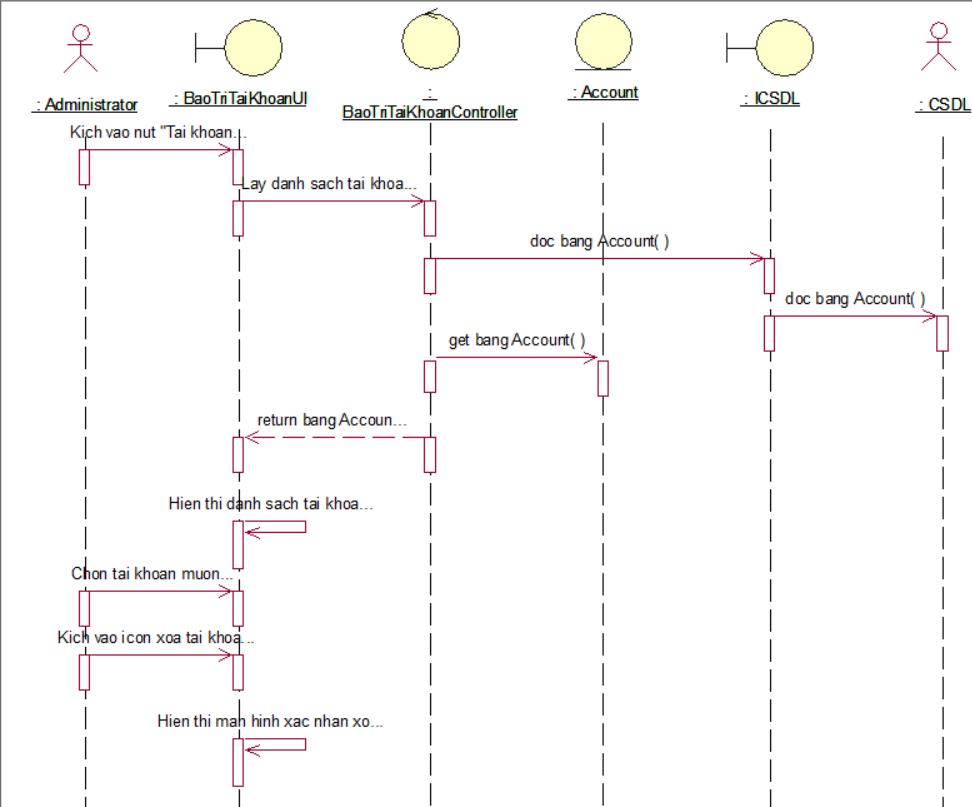 : Administrator
: BaoTriTaiKhoanUI
:
BaoTriTaiKhoanController
: Account
: ICSDL
: CSDL
Kich vao nut "Tai khoan...
Lay danh sach tai khoa...
doc bang Account( )
doc bang Account( )
get bang Account( )
return bang Accoun...
Hien thi danh sach tai khoa...
Chon tai khoan muon...
Kich vao icon xoa tai khoa...
Hien thi man hinh xac nhan xo...